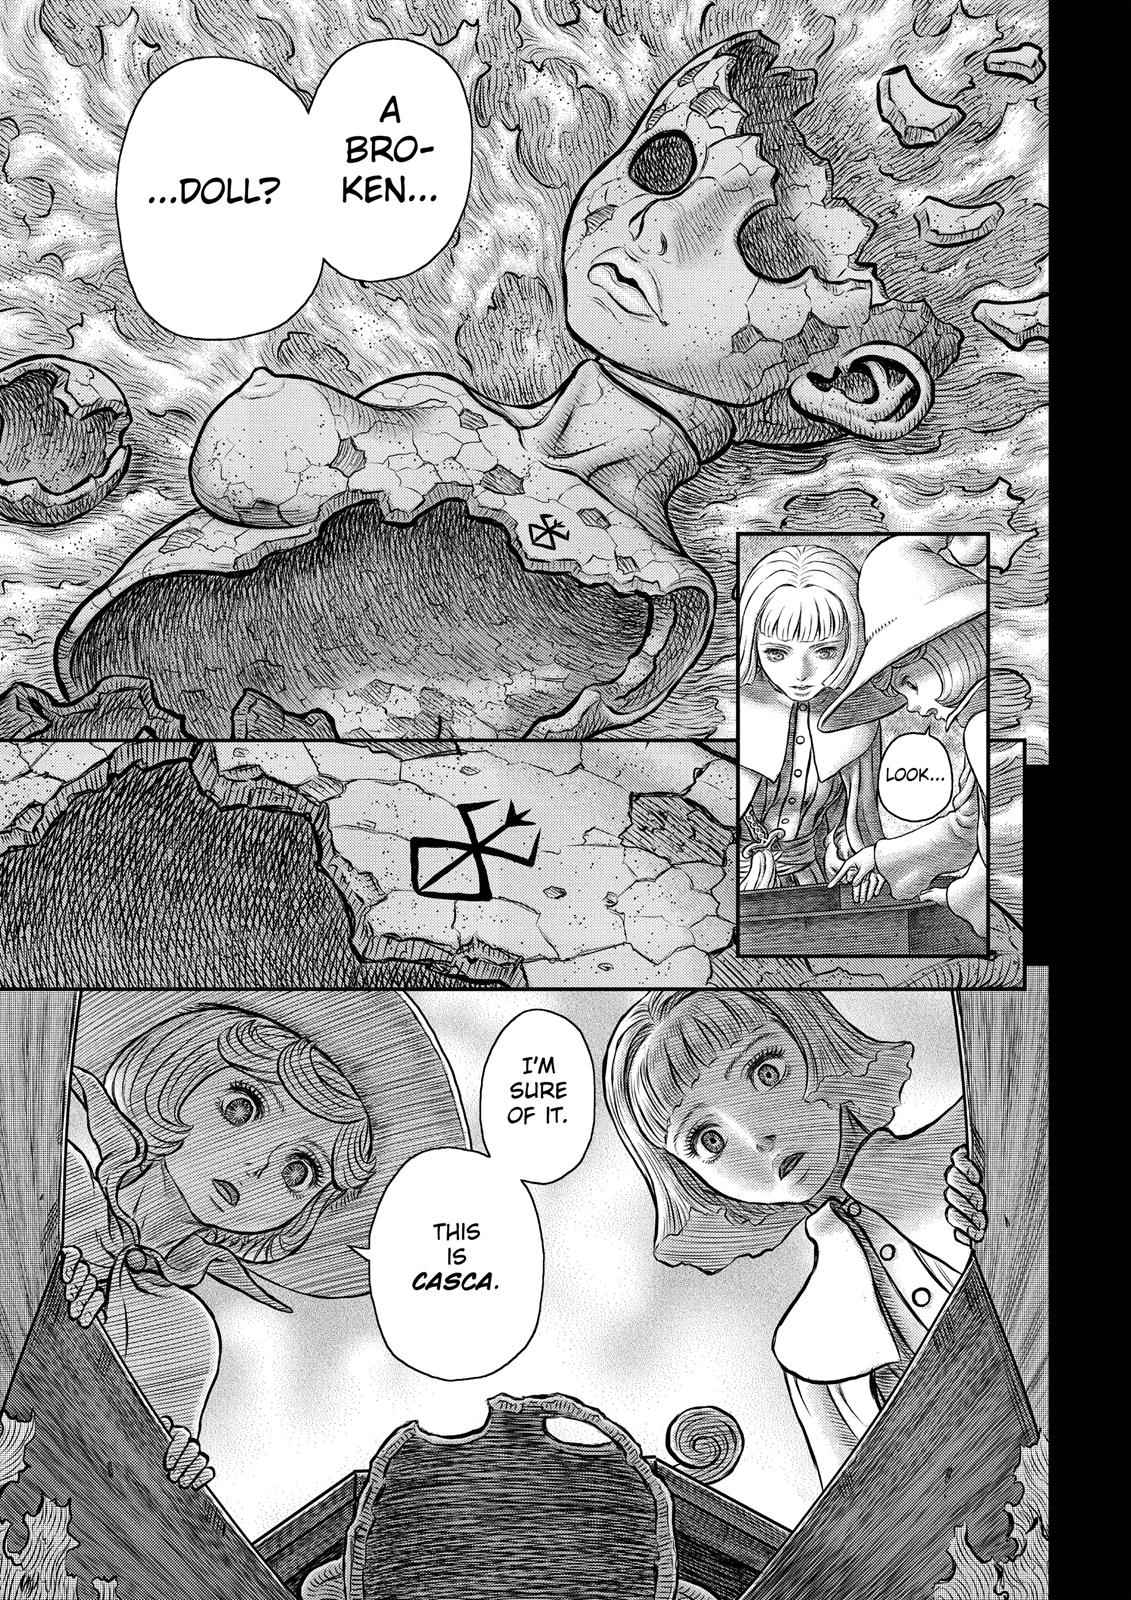 A
BRO-
KEN...
...DOLL?
LOOK...
I'M
SURE
OF IT.
THIS
IS
CASCA.